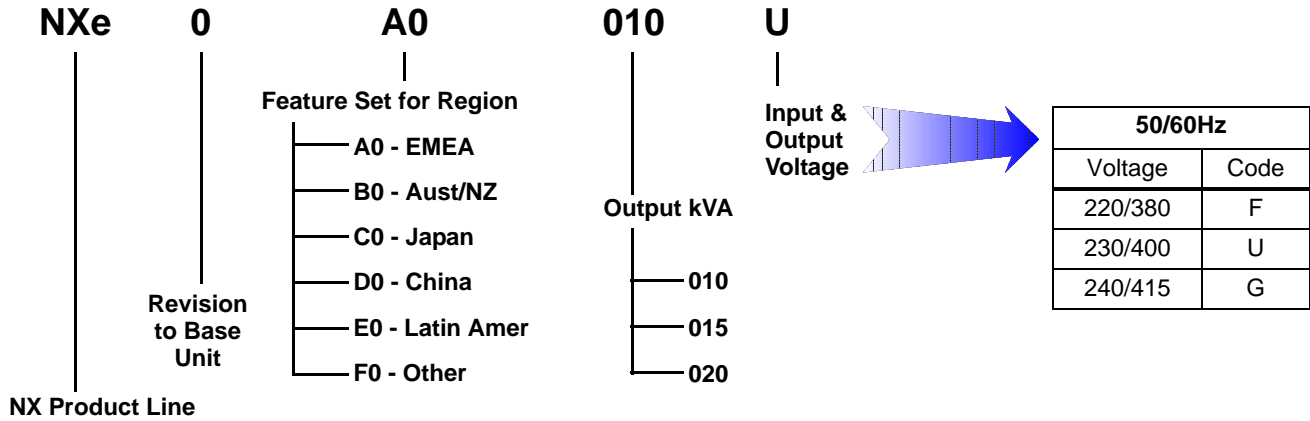 NXe 0 A0 010 U
Feature Set for Region
A0 - EMEA
B0 - Aust/NZ
C0 - Japan
D0 - China
E0 - Latin Amer
F0 - Other
Revision
to Base
Unit
NX Product Line
Output kVA
010
015
020
Input &
Output
Voltage
50/60Hz
Voltage Code
220/380 F
230/400 U
240/415 G